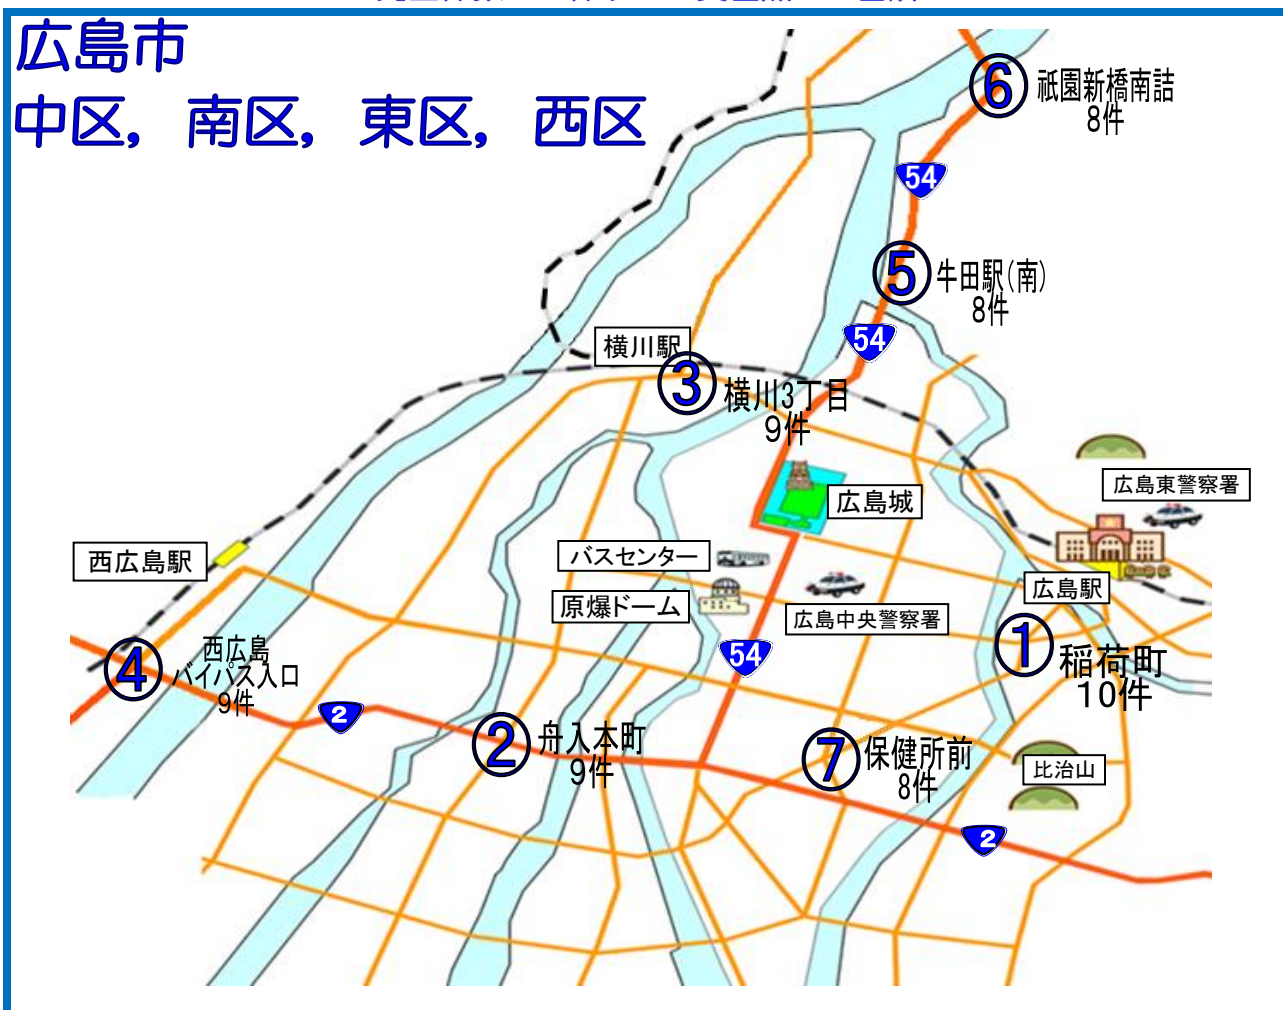 広島市
中区，南区，東区，西区
⑥
祇園新橋南詰
8件
54
⑤
牛田駅(南)
8件
54
横川駅
③
横川3丁目
9件
広島東警察署
広島城
西広島駅
バスセンター
原爆ドーム
広島中央警察署
広島駅
①
稲荷町
10件
54
④
西広島
バイパス入口
9件
2
②
舟入本町
9件
⑦
保健所前
8件
比治山
2